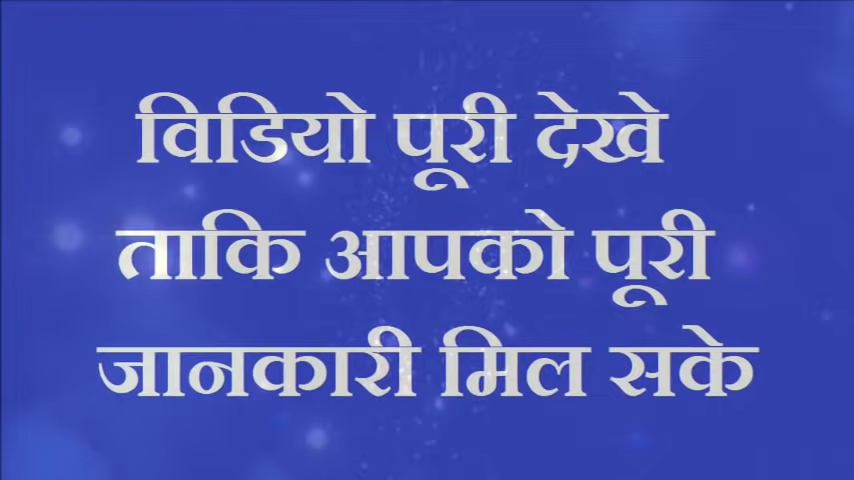 विडियो पूरी देखे
ताकि आपको पूरी
जानकारी मिल सके